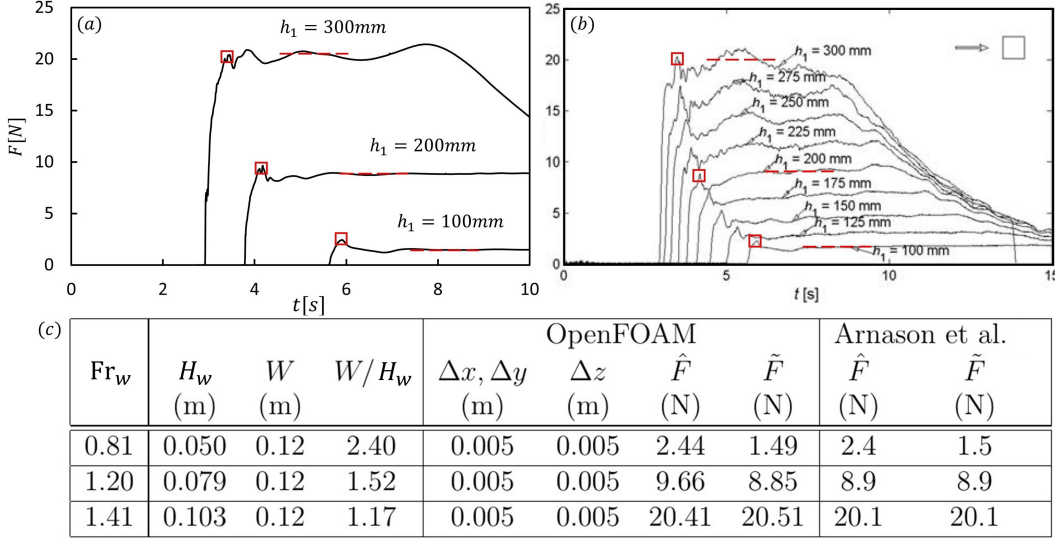 (a)
h₁ = 300mm
h₁ = 200mm
h₁ = 100mm
F[N]
25
20
15
10
5
0
0 2 4 6 8 10
t[s]
(b)
h₁ = 300 mm
h₁ = 275 mm
h₁ = 250 mm
h₁ = 225 mm
h₁ = 200 mm
h₁ = 175 mm
h₁ = 150 mm
h₁ = 125 mm
h₁ = 100 mm
25
20
15
10
5
0
0 5 10 15
t [s]
(c)
OpenFOAM Arnason et al.
Fr_w H_w W W/H_w Δx, Δy Δz F̂ F̃ F̂ F̃
(m) (m) (m) (m) (N) (N) (N) (N)
0.81 0.050 0.12 2.40 0.005 0.005 2.44 1.49 2.4 1.5
1.20 0.079 0.12 1.52 0.005 0.005 9.66 8.85 8.9 8.9
1.41 0.103 0.12 1.17 0.005 0.005 20.41 20.51 20.1 20.1